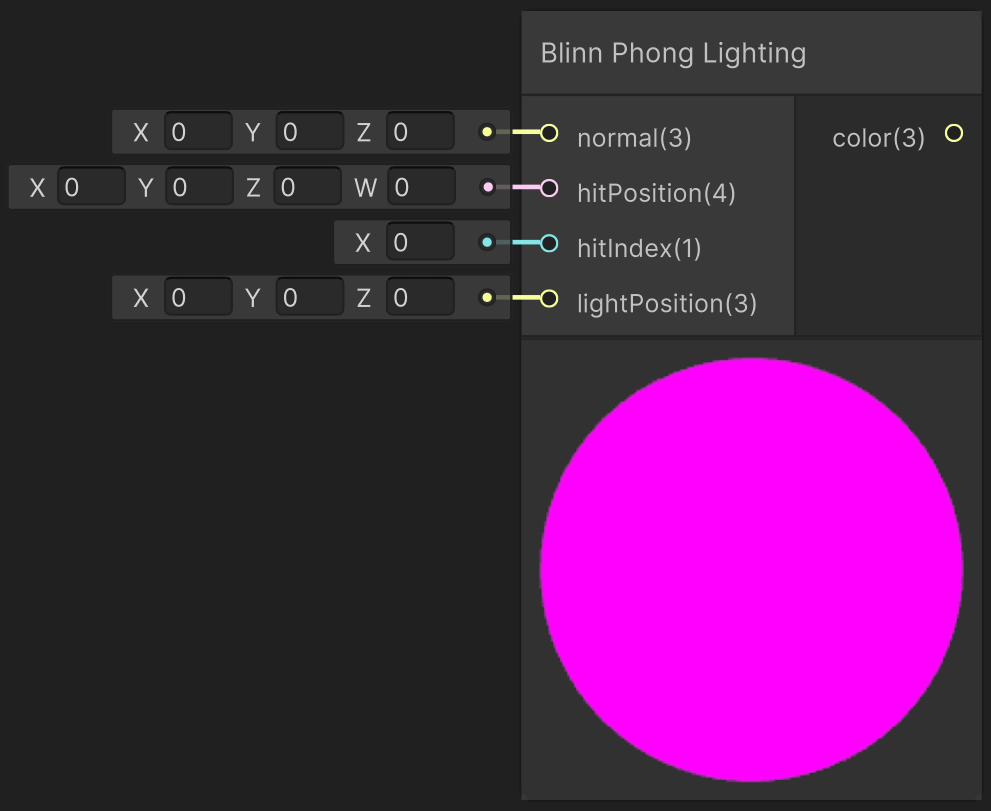 Blinn Phong Lighting
X 0 Y 0 Z 0 normal(3) color(3)
X 0 Y 0 Z 0 W 0 hitPosition(4)
X 0 hitIndex(1)
X 0 Y 0 Z 0 lightPosition(3)